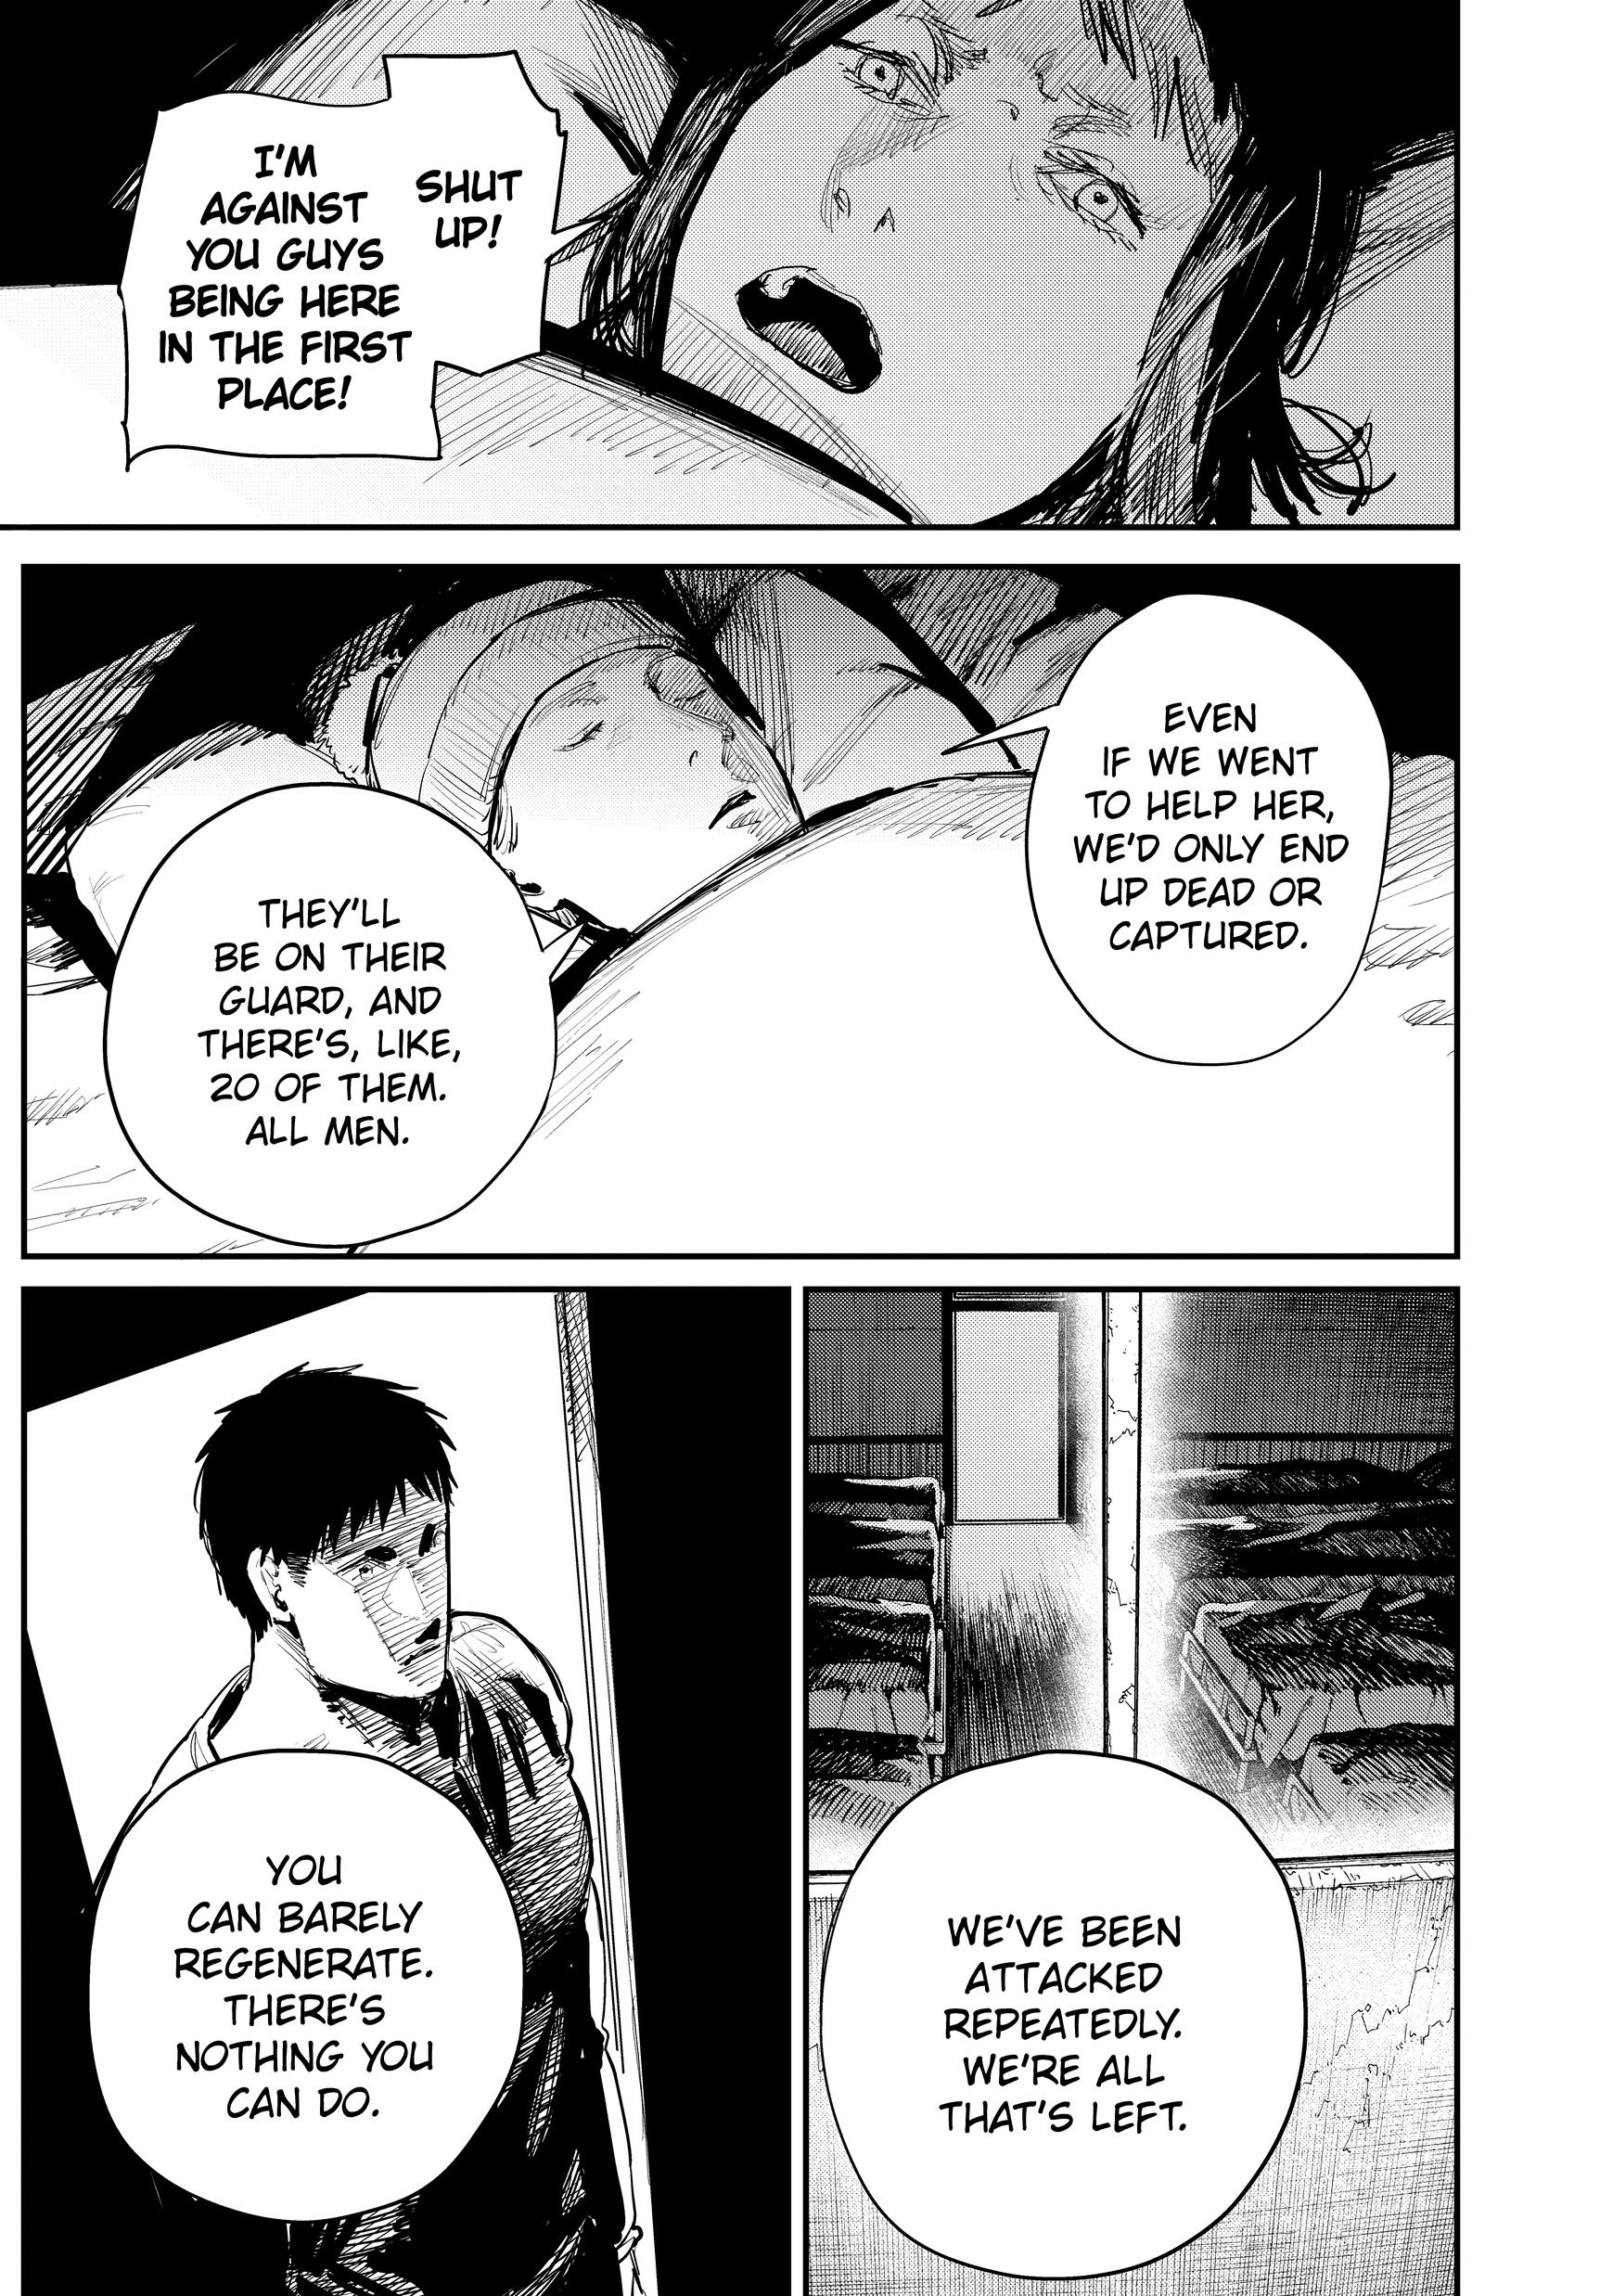 SHUT
UP!
I'M
AGAINST
YOU GUYS
BEING HERE
IN THE FIRST
PLACE!
EVEN
IF WE WENT
TO HELP HER,
WE'D ONLY END
UP DEAD OR
CAPTURED.
THEY'LL
BE ON THEIR
GUARD, AND
THERE'S, LIKE,
20 OF THEM.
ALL MEN.
WE'VE BEEN
ATTACKED
REPEATEDLY.
WE'RE ALL
THAT'S LEFT.
YOU
CAN BARELY
REGENERATE.
THERE'S
NOTHING YOU
CAN DO.